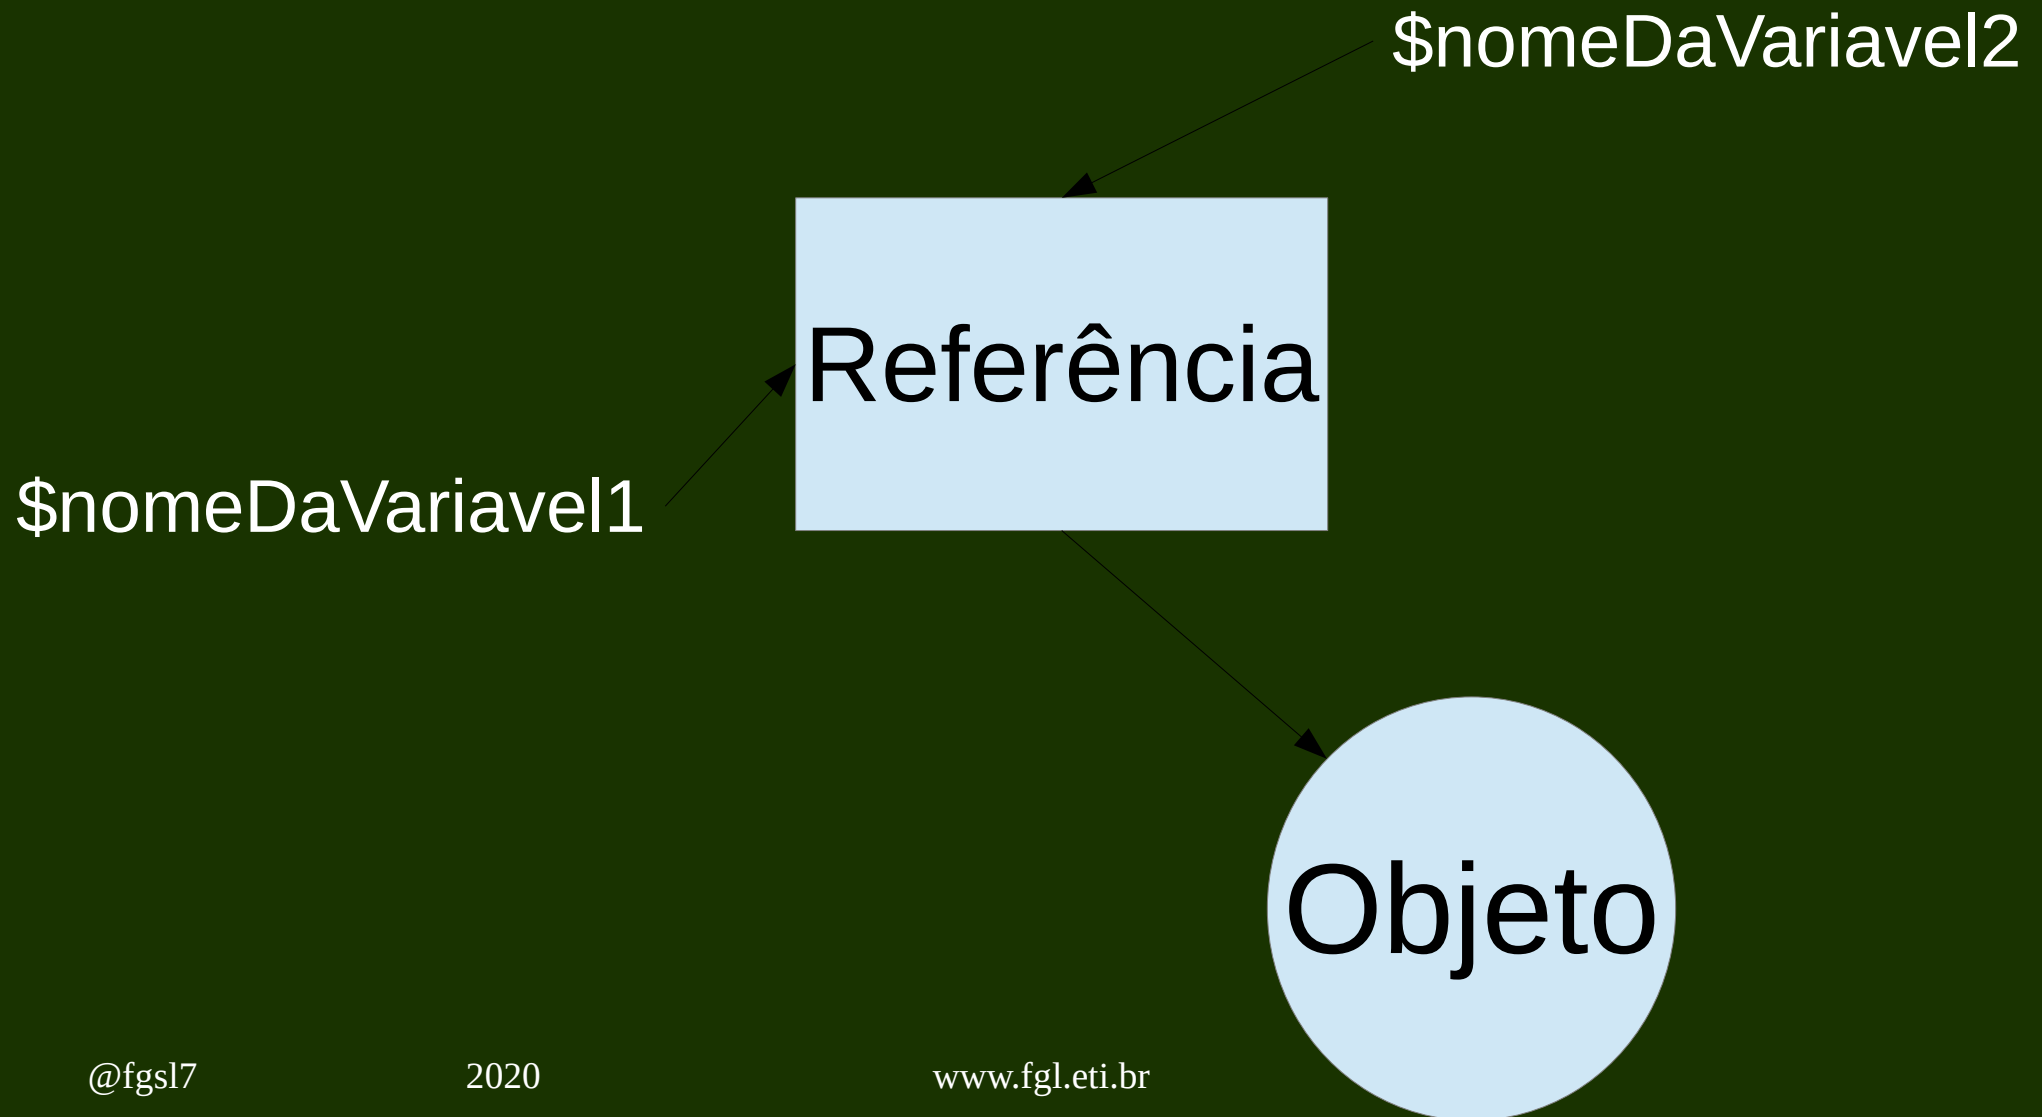 $nomeDaVariavel2
Referência
$nomeDaVariavel1
Objeto
@fgsl7
2020
www.fgl.eti.br